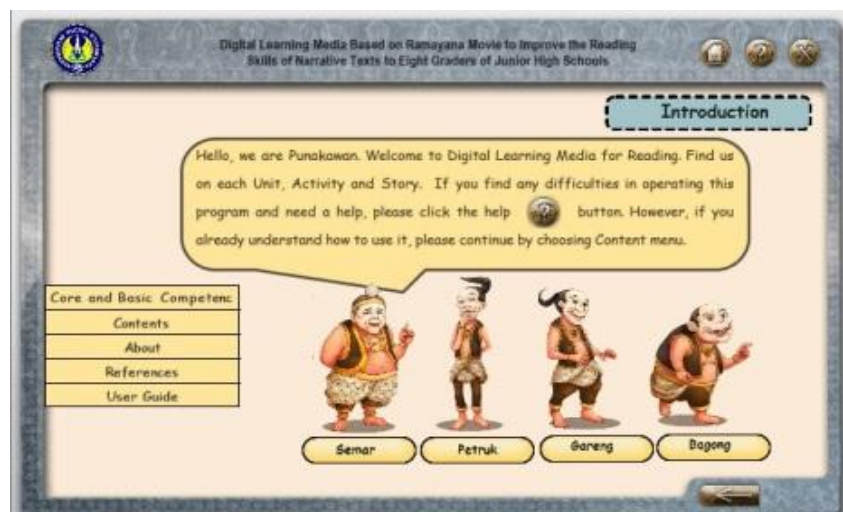 Digital Learning Media Based on Ramayana Movie to Improve the Reading
Skills of Narrative Texts to Eight Graders of Junior High Schools
Introduction
Hello, we are Punakawan. Welcome to Digital Learning Media for Reading. Find us
on each Unit, Activity and Story. If you find any difficulties in operating this
program and need a help, please click the help button. However, if you
already understand how to use it, please continue by choosing Content menu.
Core and Basic Competenc
Contents
About
References
User Guide
Semar
Petruk
Gareng
Bagong